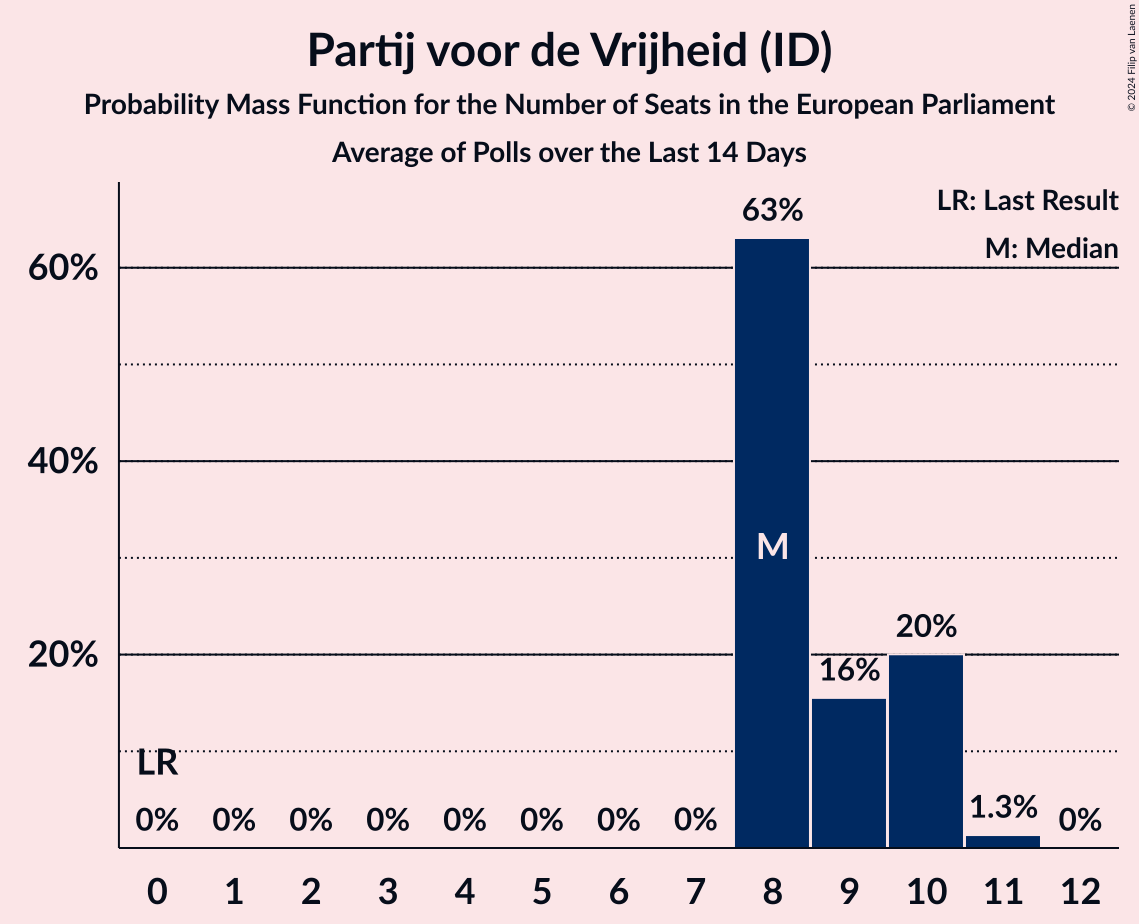 Partij voor de Vrijheid (ID)
Probability Mass Function for the Number of Seats in the European Parliament
Average of Polls over the Last 14 Days
© 2024 Filip van Laenen
LR: Last Result
M: Median
60%
40%
20%
63%
M
20%
16%
LR
0% 0% 0% 0% 0% 0% 0% 0% 1.3% 0%
0 1 2 3 4 5 6 7 8 9 10 11 12